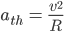 a_{th} = \frac{v^2}{R}